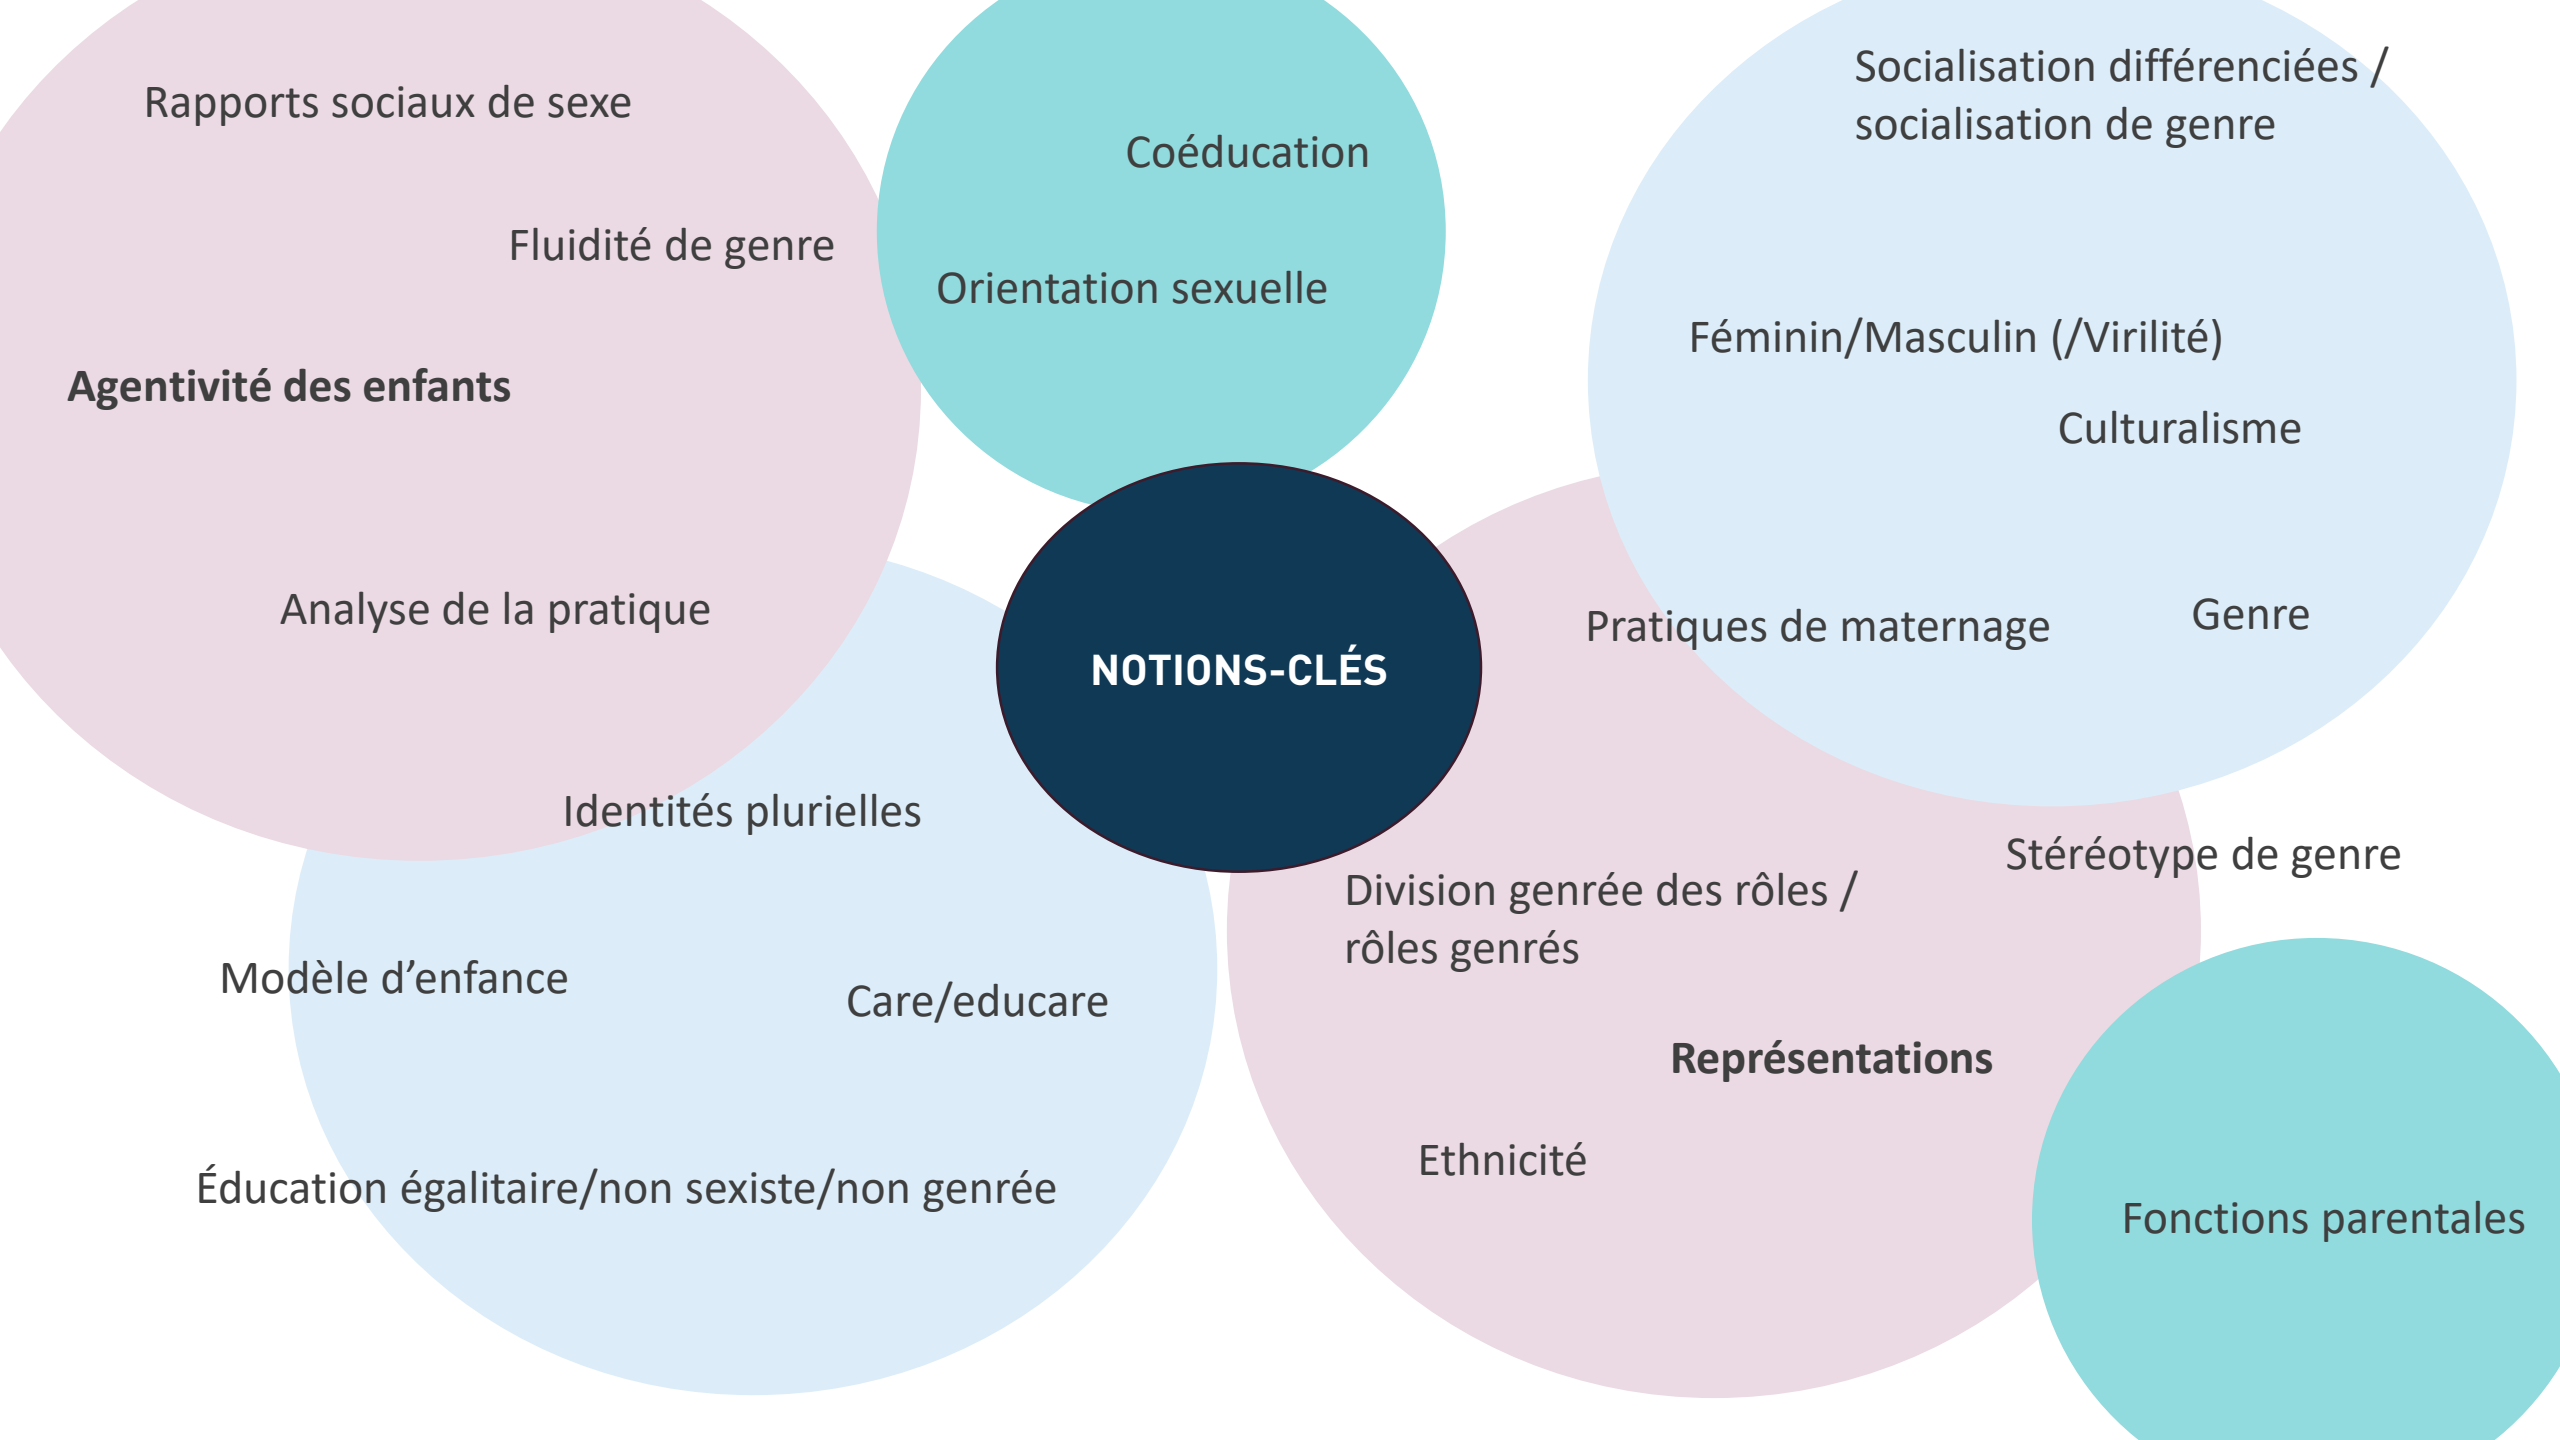 Rapports sociaux de sexe
Fluidité de genre
Agentivité des enfants
Analyse de la pratique
Coéducation
Orientation sexuelle
Socialisation différenciées /
socialisation de genre
Féminin/Masculin (/Virilité)
Culturalisme
Pratiques de maternage
Genre
NOTIONS-CLÉS
Identités plurielles
Modèle d’enfance
Care/educare
Éducation égalitaire/non sexiste/non genrée
Division genrée des rôles /
rôles genrés
Stéréotype de genre
Représentations
Ethnicité
Fonctions parentales